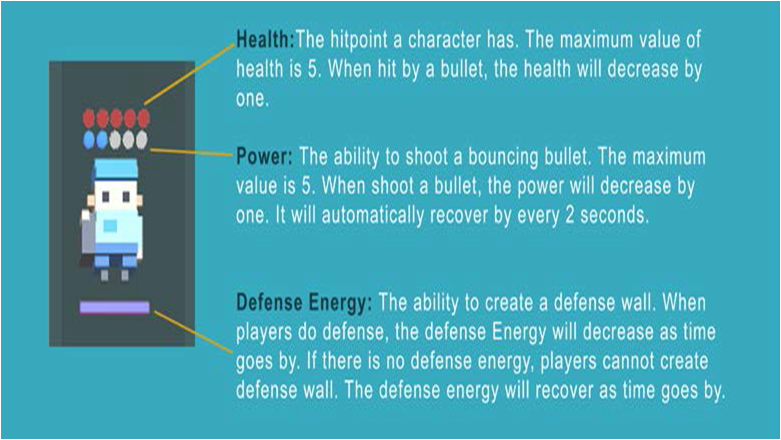 Health:The hitpoint a character has. The maximum value of
health is 5. When hit by a bullet, the health will decrease by
one.
Power: The ability to shoot a bouncing bullet. The maximum
value is 5. When shoot a bullet, the power will decrease by
one. It will automatically recover by every 2 seconds.
Defense Energy: The ability to create a defense wall. When
players do defense, the defense Energy will decrease as time
goes by. If there is no defense energy, players cannot create
defense wall. The defense energy will recover as time goes by.